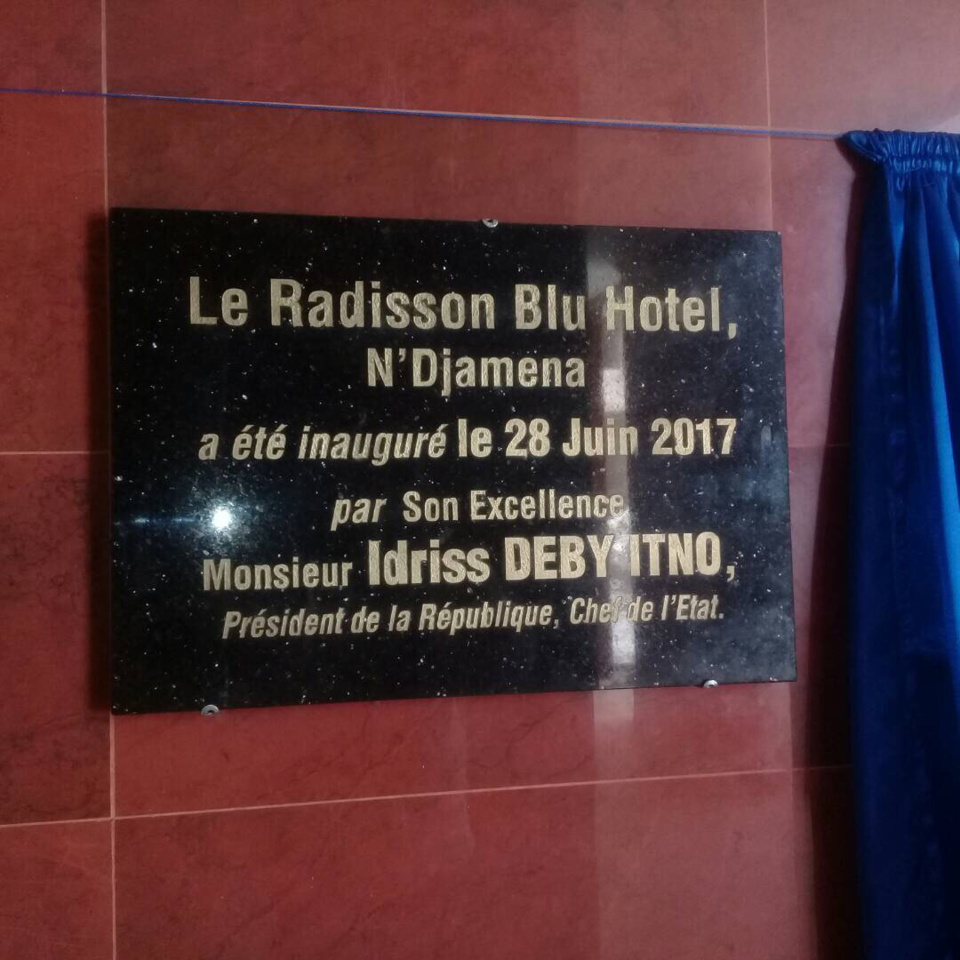 Le Radisson Blu Hotel,
N'Djamena
a été inauguré le 28 Juin 2017
par Son Excellence
Monsieur Idriss DEBY ITNO,
Président de la République, Chef de l'Etat.